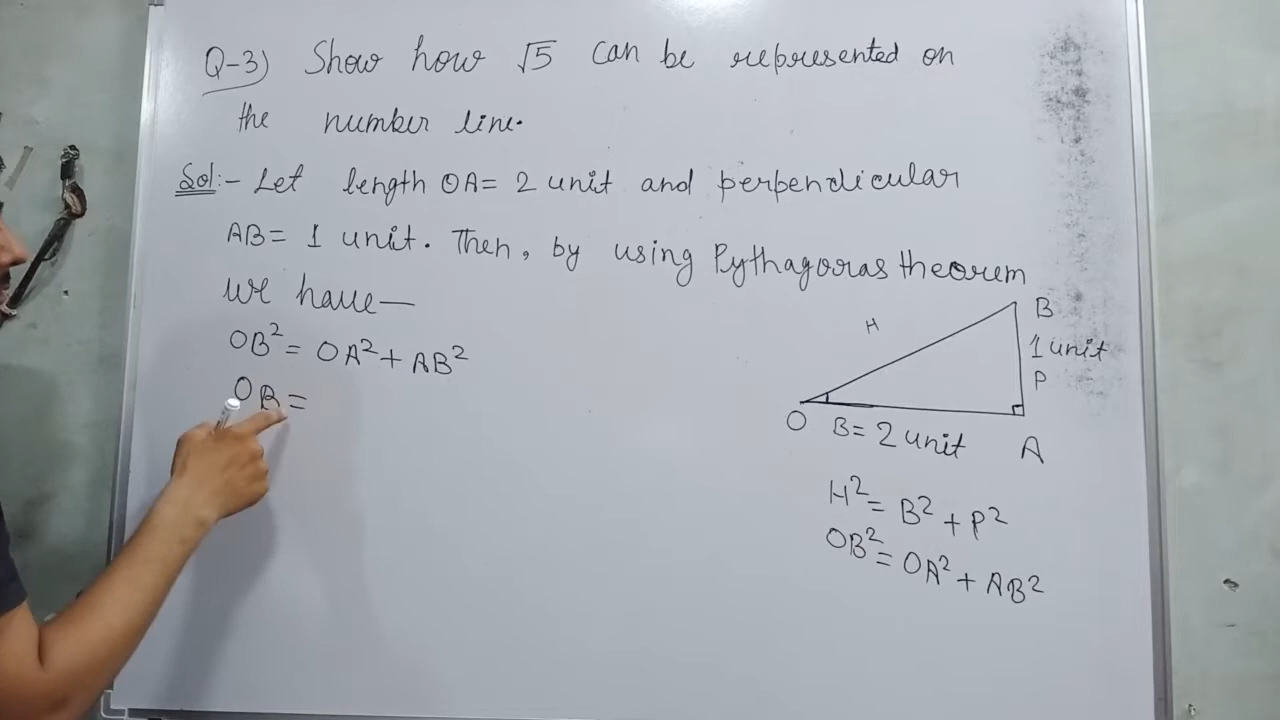 Q-3) Show how √5 can be represented on
the number line.
Sol:- Let length OA= 2 unit and perpendicular
AB= 1 unit. Then, by using Pythagoras theorem
we have—
OB²= OA²+AB²
OB=
H
B
1 unit
P
O B= 2 unit A
H²= B²+P²
OB²= OA²+AB²